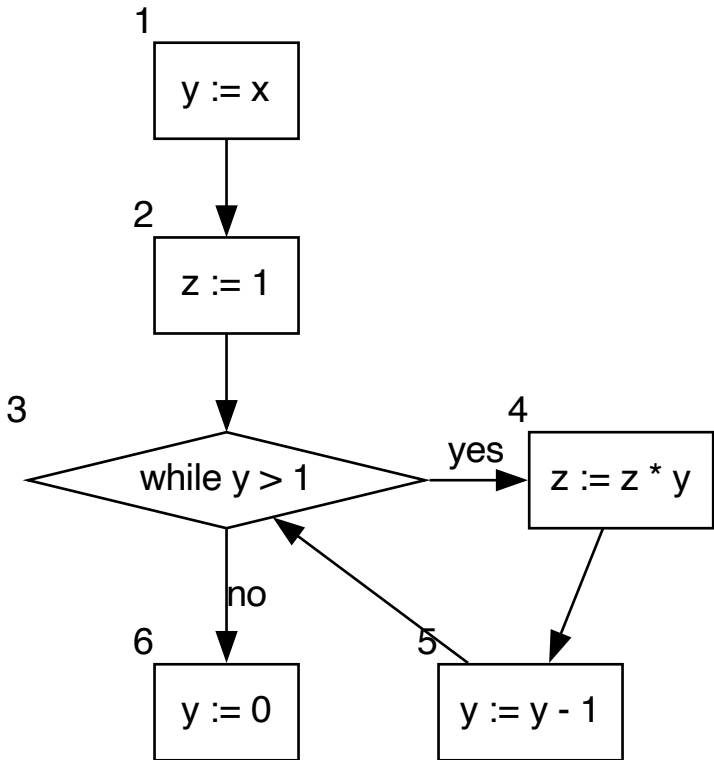 1
y := x
2
z := 1
3
while y > 1
yes
4
z := z * y
no
5
y := y - 1
6
y := 0